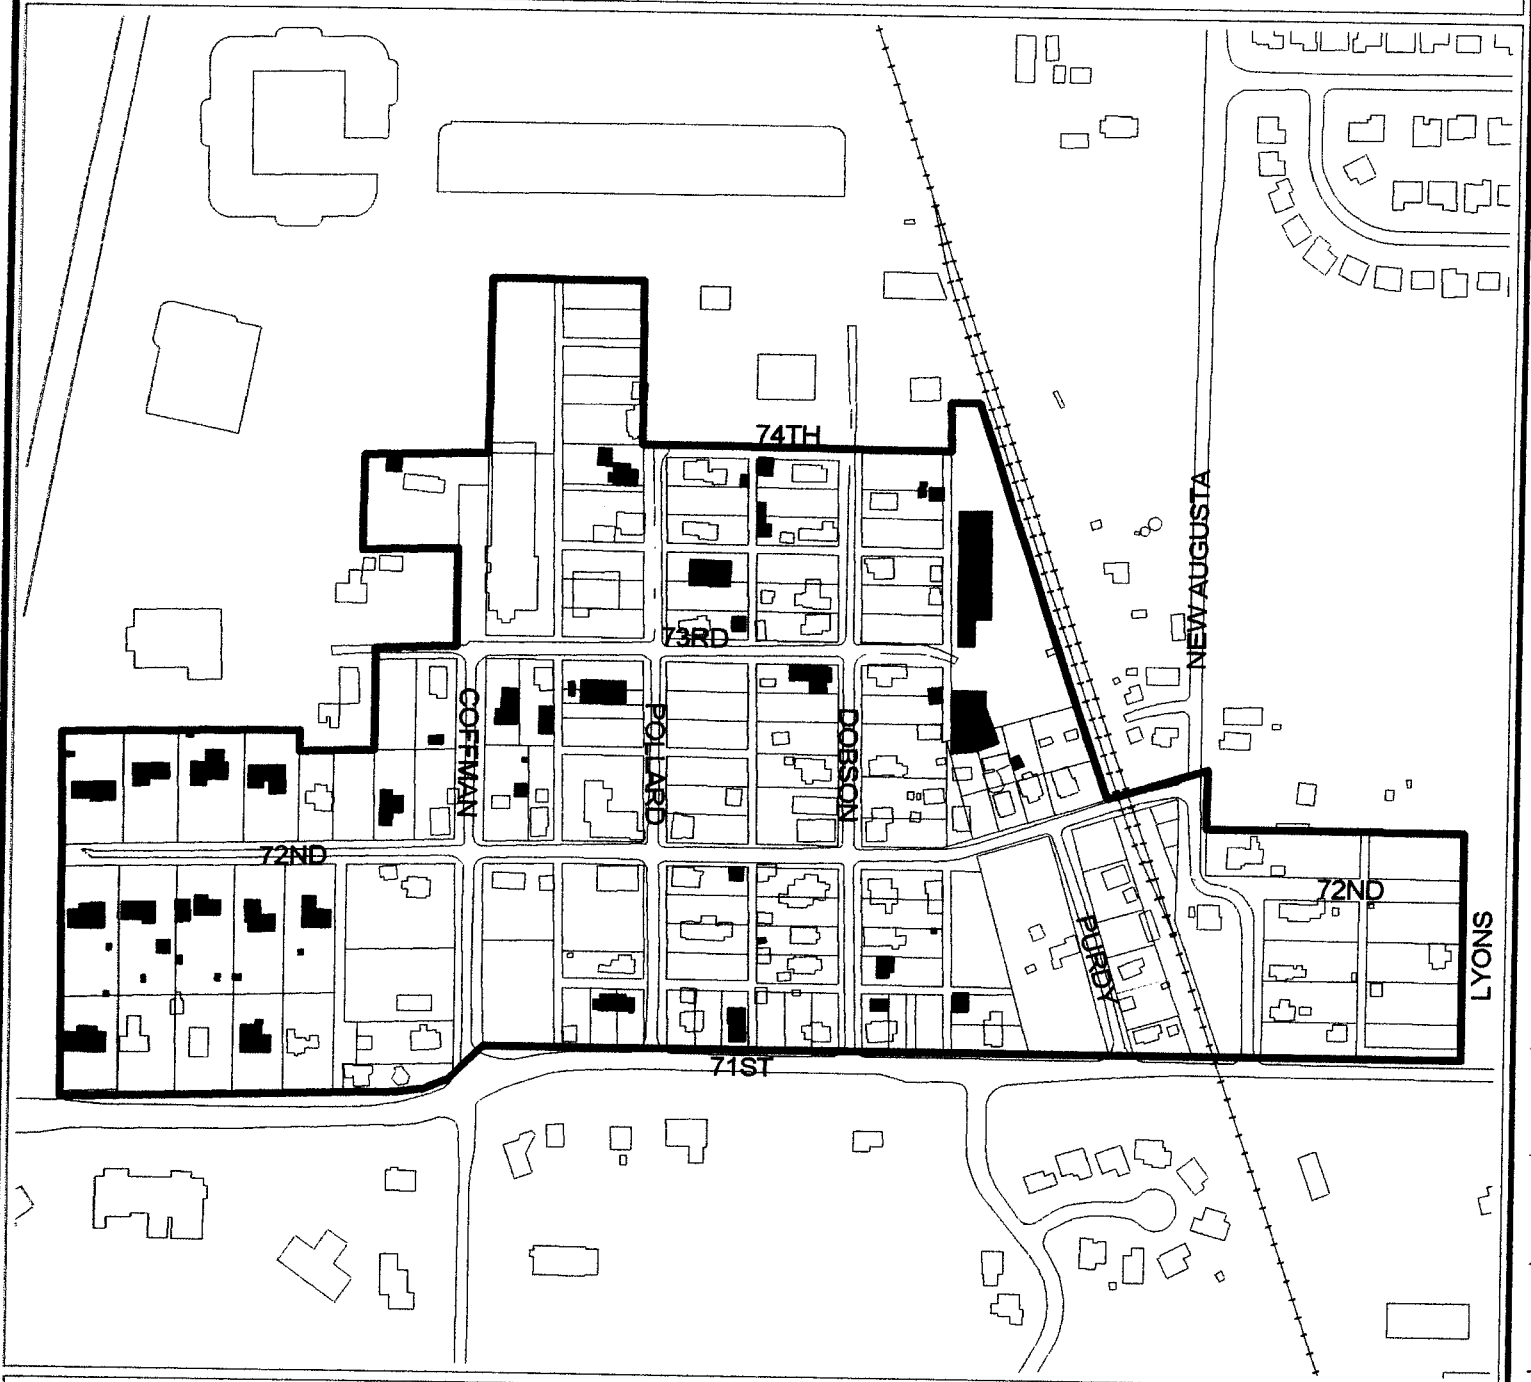 74TH
NEW AUGUSTA
73RD
COFFMAN
POLLARD
DOBSON
72ND
72ND
PURDY
LYONS
71ST